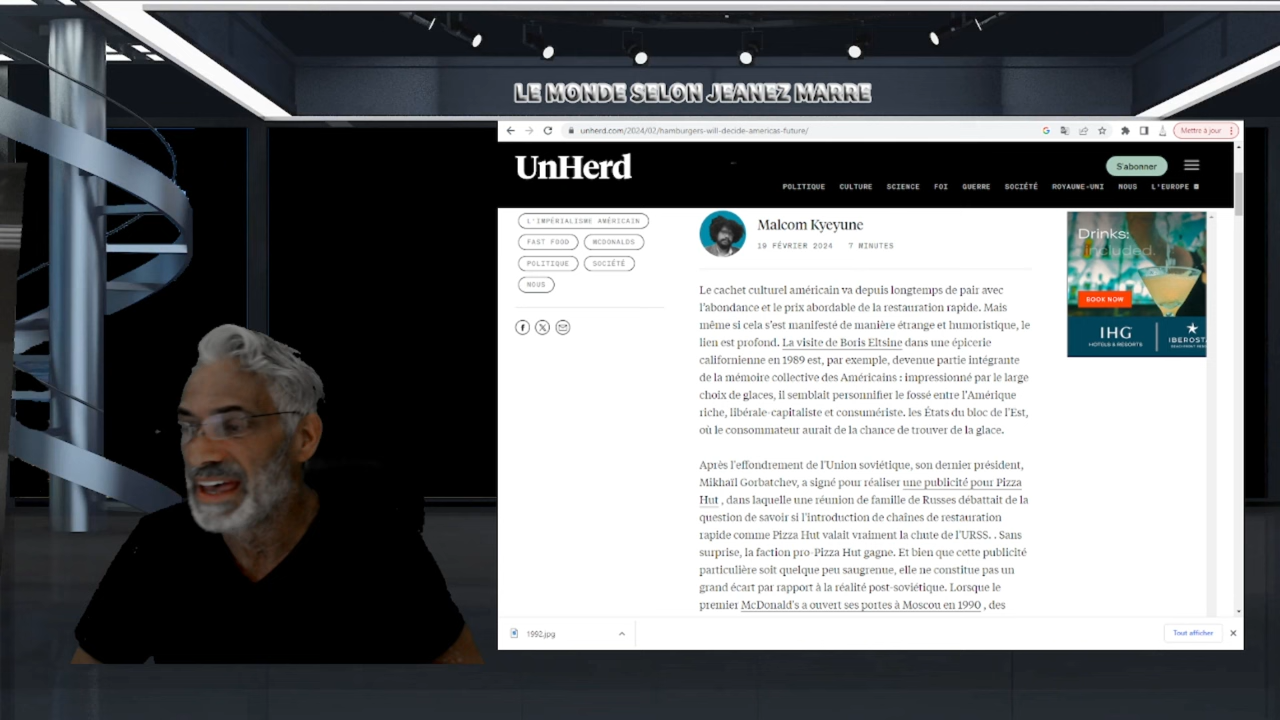 LE MONDE SELON JEANEZ MARRE
unherd.com/2024/02/hamburgers-will-decide-americas-future/
Mettre à jour
UnHerd
S'abonner
POLITIQUE CULTURE SCIENCE FOI GUERRE SOCIÉTÉ ROYAUME-UNI NOUS L'EUROPE
L'IMPÉRIALISME AMÉRICAIN
FAST FOOD MCDONALDS
POLITIQUE SOCIÉTÉ
NOUS
Malcom Kyeyune
19 FÉVRIER 2024 7 MINUTES
Le cachet culturel américain va depuis longtemps de pair avec
l'abondance et le prix abordable de la restauration rapide. Mais
même si cela s'est manifesté de manière étrange et humoristique, le
lien est profond. La visite de Boris Eltsine dans une épicerie
californienne en 1989 est, par exemple, devenue partie intégrante
de la mémoire collective des Américains : impressionné par le large
choix de glaces, il semblait personnifier le fossé entre l'Amérique
riche, libérale-capitaliste et consumériste. les États du bloc de l'Est,
où le consommateur aurait de la chance de trouver de la glace.
Après l'effondrement de l'Union soviétique, son dernier président,
Mikhaïl Gorbatchev, a signé pour réaliser une publicité pour Pizza
Hut , dans laquelle une réunion de famille de Russes débattait de la
question de savoir si l'introduction de chaînes de restauration
rapide comme Pizza Hut valait vraiment la chute de l'URSS. . Sans
surprise, la faction pro-Pizza Hut gagne. Et bien que cette publicité
particulière soit quelque peu saugrenue, elle ne constitue pas un
grand écart par rapport à la réalité post-soviétique. Lorsque le
premier McDonald's a ouvert ses portes à Moscou en 1990 , des
Drinks:
included.
BOOK NOW
IHG
HOTELS & RESORTS
IBEROST
1992.jpg
Tout afficher